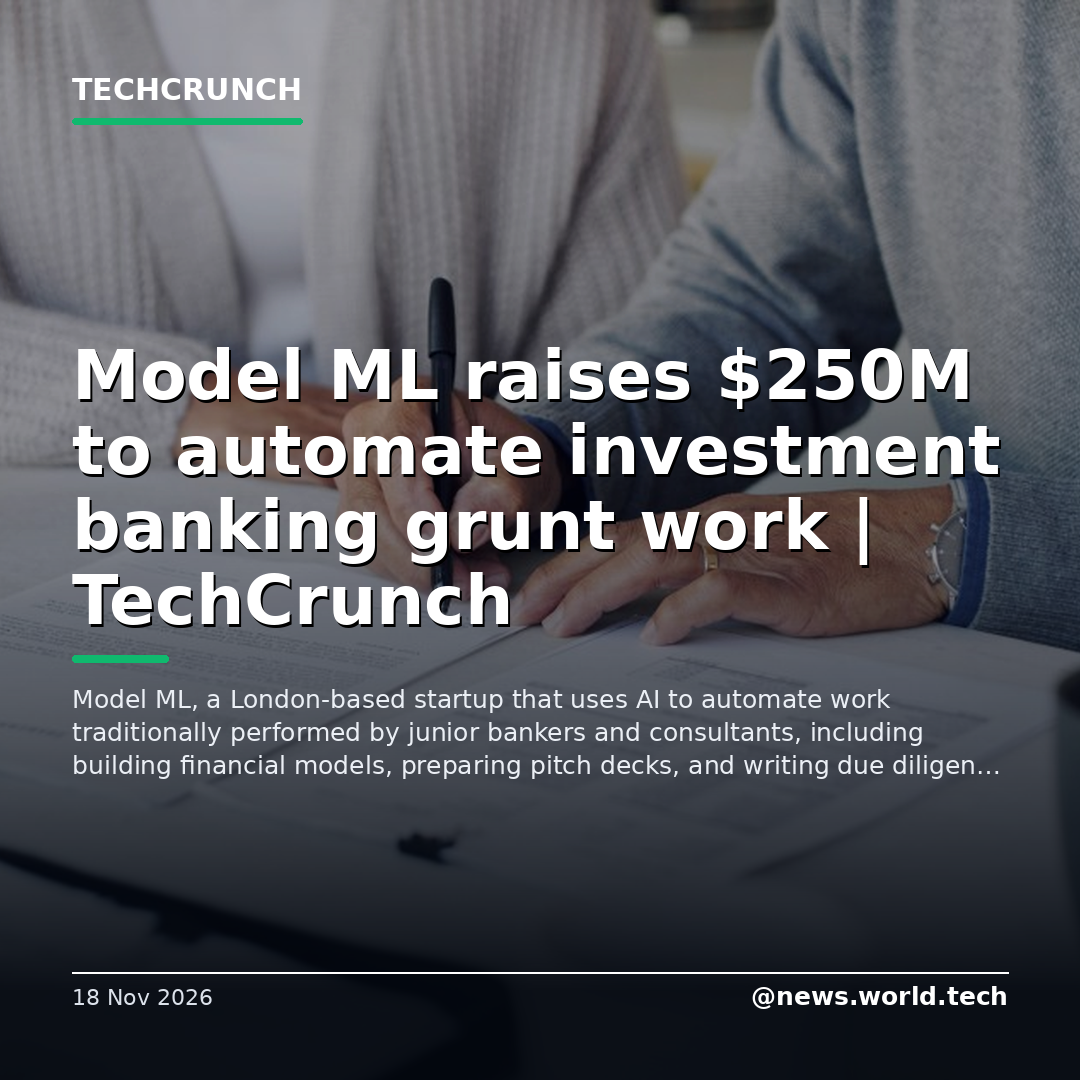 TECHCRUNCH
Model ML raises $250M
to automate investment
banking grunt work |
TechCrunch
Model ML, a London-based startup that uses AI to automate work
traditionally performed by junior bankers and consultants, including
building financial models, preparing pitch decks, and writing due diligen…
18 Nov 2026
@news.world.tech